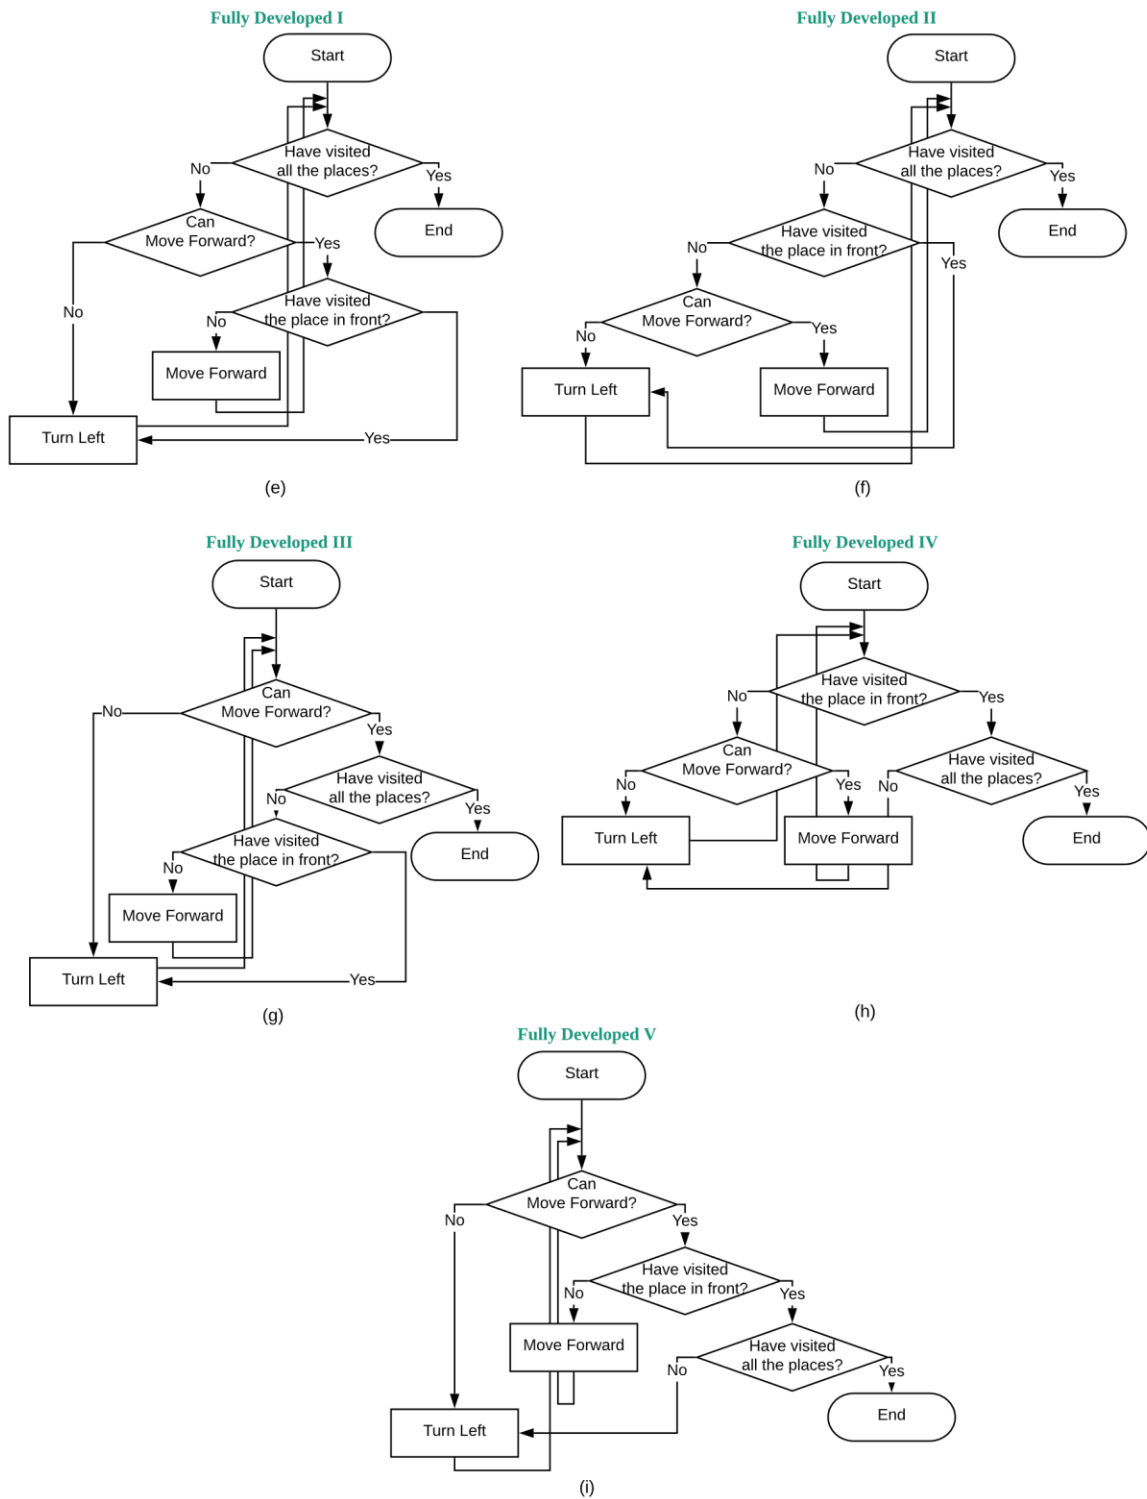 Fully Developed I
Start
Have visited
all the places?
No
Yes
End
Can
Move Forward?
Yes
No
Have visited
the place in front?
No
Move Forward
Turn Left
Yes
(e)
Fully Developed II
Start
Have visited
all the places?
No
Yes
End
Have visited
the place in front?
No
Yes
Can
Move Forward?
No
Yes
Turn Left
Move Forward
(f)
Fully Developed III
Start
Can
Move Forward?
No
Yes
Have visited
all the places?
No
Yes
Have visited
the place in front?
End
No
Move Forward
Turn Left
Yes
(g)
Fully Developed IV
Start
Have visited
the place in front?
No
Yes
Can
Move Forward?
Have visited
all the places?
No
Yes
No
Yes
Turn Left
Move Forward
End
(h)
Fully Developed V
Start
Can
Move Forward?
No
Yes
Have visited
the place in front?
No
Yes
Move Forward
Have visited
all the places?
No
Yes
End
Turn Left
(i)